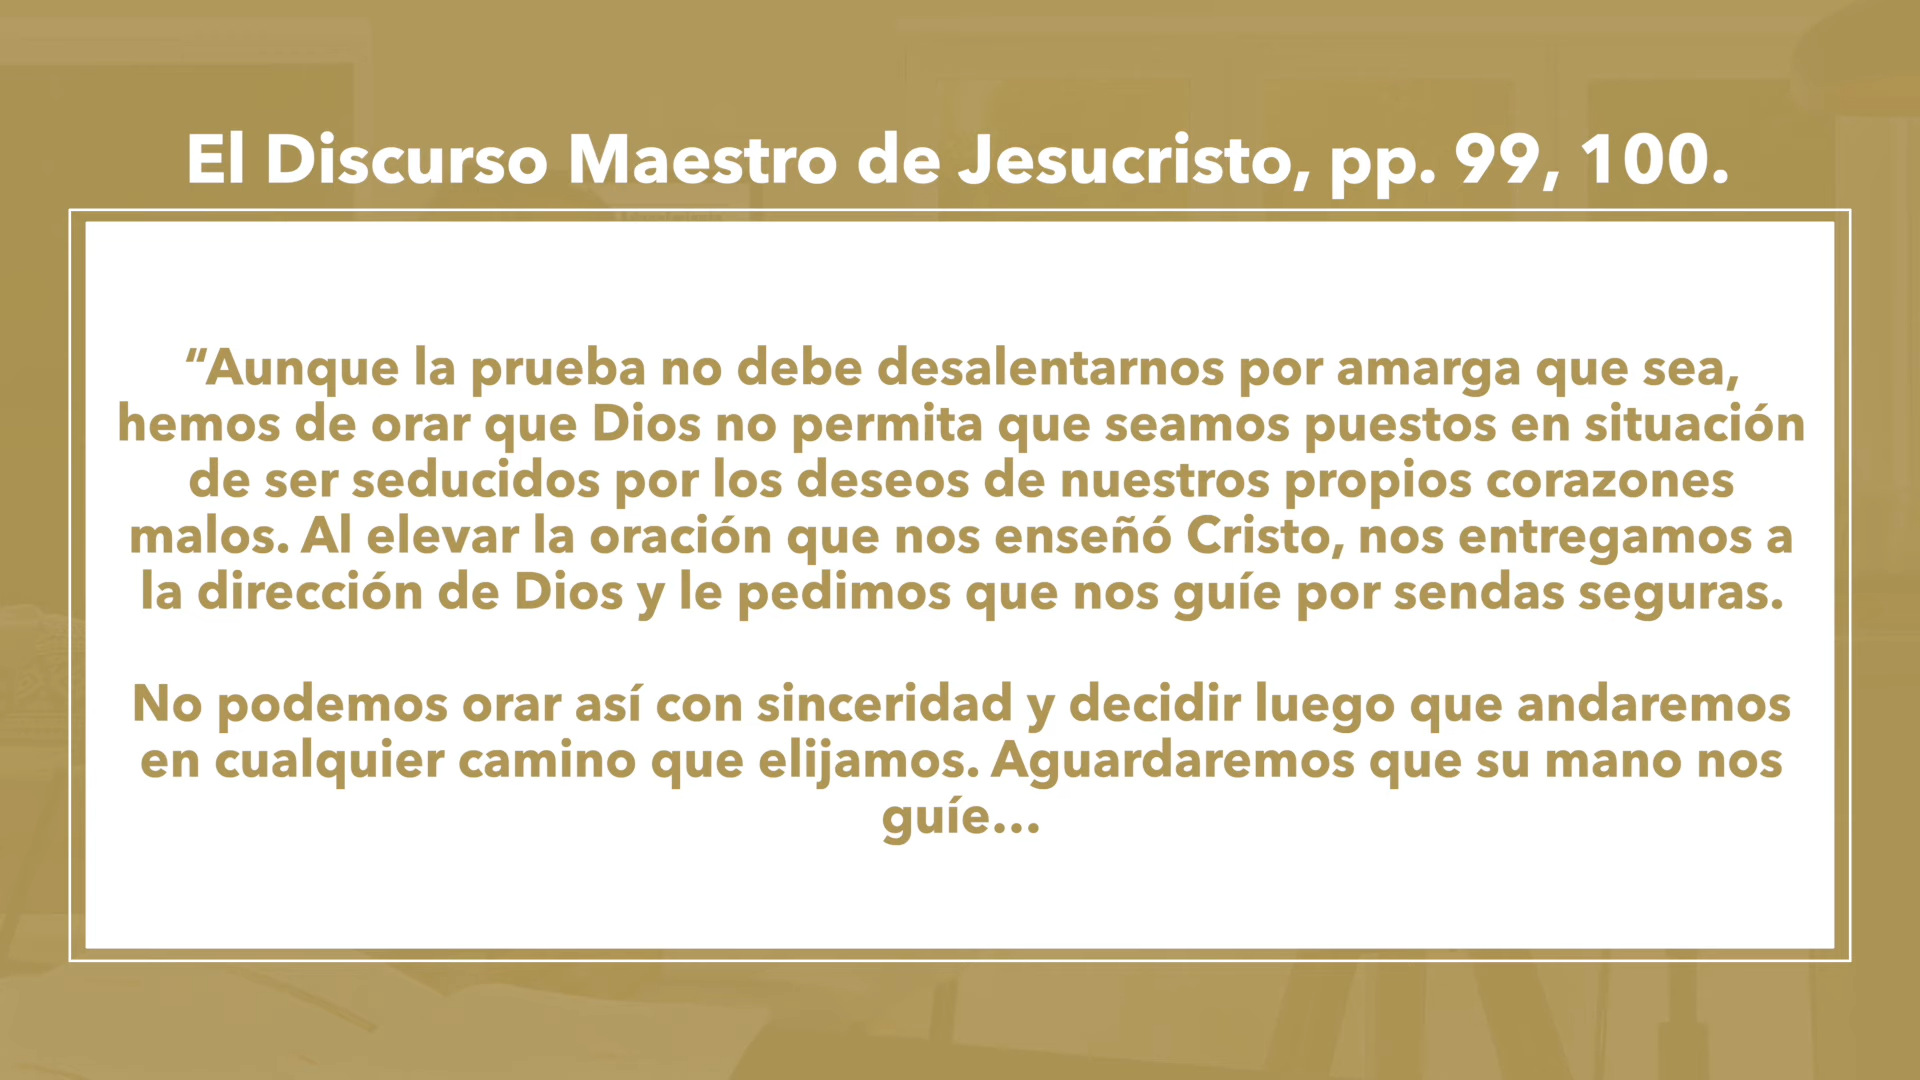 El Discurso Maestro de Jesucristo, pp. 99, 100.
“Aunque la prueba no debe desalentarnos por amarga que sea,
hemos de orar que Dios no permita que seamos puestos en situación
de ser seducidos por los deseos de nuestros propios corazones
malos. Al elevar la oración que nos enseñó Cristo, nos entregamos a
la dirección de Dios y le pedimos que nos guíe por sendas seguras.
No podemos orar así con sinceridad y decidir luego que andaremos
en cualquier camino que elijamos. Aguardaremos que su mano nos
guíe...